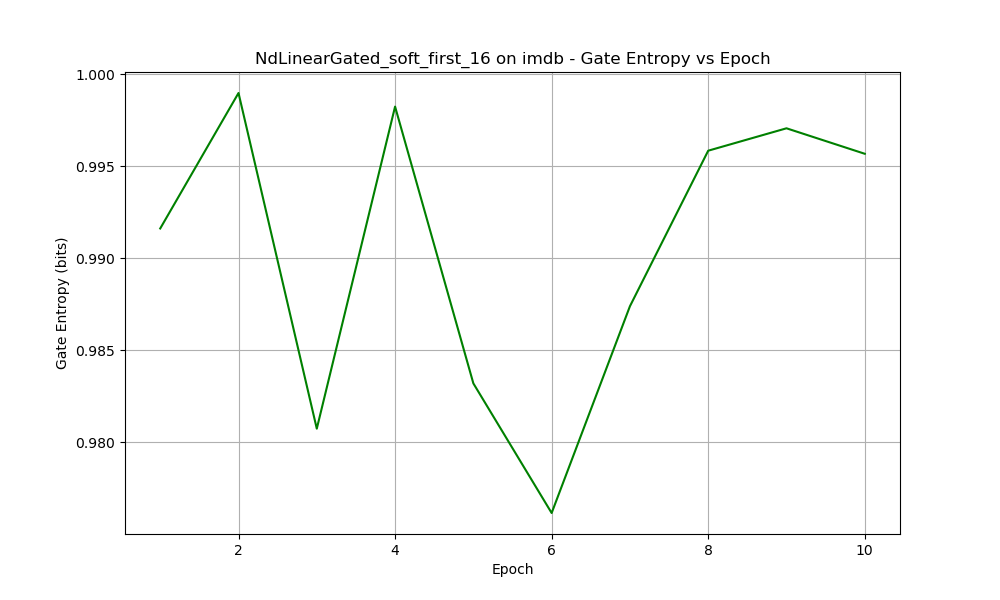 NdLinearGated_soft_first_16 on imdb - Gate Entropy vs Epoch
1.000
0.995
0.990
0.985
0.980
Gate Entropy (bits)
2 4 6 8 10
Epoch